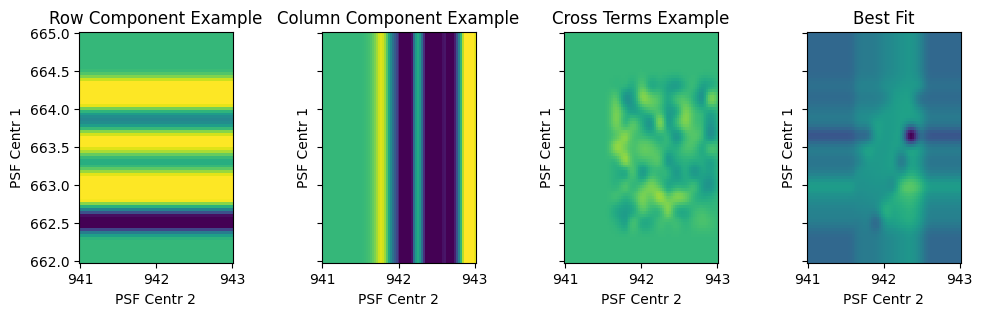 Row Component Example
Column Component Example
Cross Terms Example
Best Fit
665.0
664.5
664.0
663.5
663.0
662.5
662.0
PSF Centr 1
PSF Centr 1
PSF Centr 1
PSF Centr 1
941 942 943
941 942 943
941 942 943
941 942 943
PSF Centr 2
PSF Centr 2
PSF Centr 2
PSF Centr 2